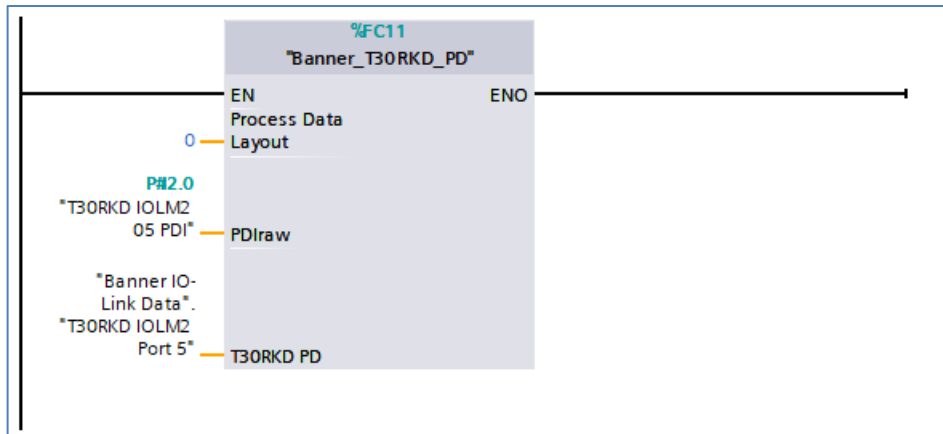 %FC11
"Banner_T30RKD_PD"
EN ENO
Process Data
0 Layout
P#I2.0
"T30RKD IOLM2
05 PDI" PDIraw
"Banner IO-
Link Data".
"T30RKD IOLM2
Port 5" T30RKD PD